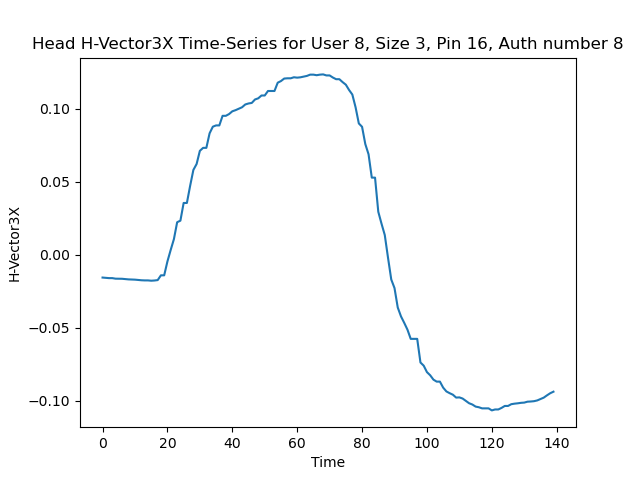 Head H-Vector3X Time-Series for User 8, Size 3, Pin 16, Auth number 8
H-Vector3X
0.10
0.05
0.00
−0.05
−0.10
0 20 40 60 80 100 120 140
Time